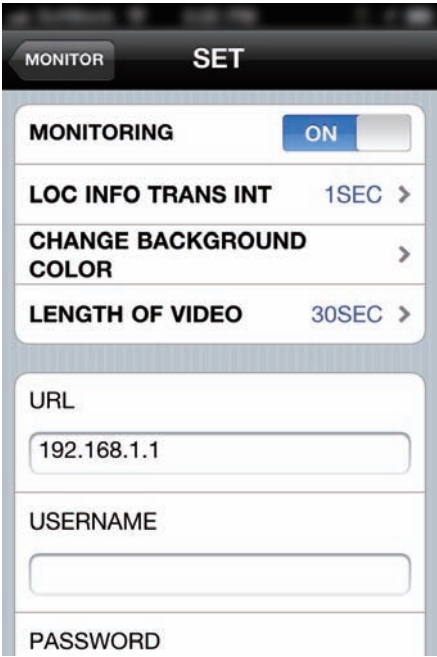 MONITOR
SET
MONITORING
ON
LOC INFO TRANS INT 1SEC
CHANGE BACKGROUND
COLOR
LENGTH OF VIDEO 30SEC
URL
192.168.1.1
USERNAME
PASSWORD